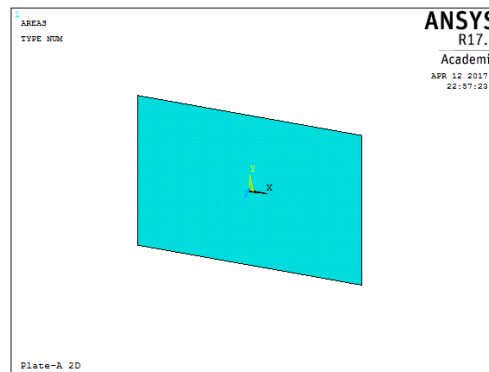 1
AREAS
TYPE NUM
ANSYS
R17.
Academi
APR 12 2017
22:57:23
Y
X
Plate-A 2D